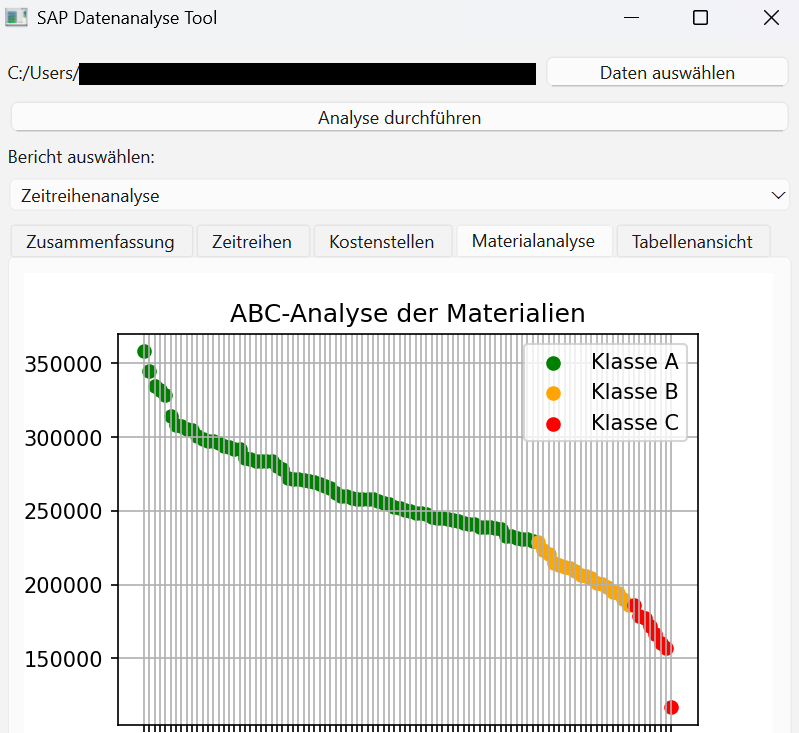 SAP Datenanalyse Tool
C:/Users/
Daten auswählen
Analyse durchführen
Bericht auswählen:
Zeitreihenanalyse
Zusammenfassung
Zeitreihen
Kostenstellen
Materialanalyse
Tabellenansicht
ABC-Analyse der Materialien
Klasse A
Klasse B
Klasse C
350000
300000
250000
200000
150000